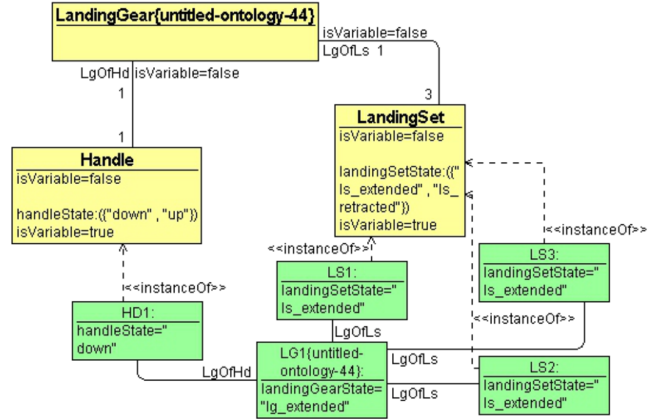 LandingGear{untitled-ontology-44}
isVariable=false
LgOfLs 1
LgOfHd
isVariable=false
1
3
1
LandingSet
isVariable=false
landingSetState:(("
ls_extended" , "ls_
retracted"})
isVariable=true
Handle
isVariable=false
handleState:(("down" , "up"})
isVariable=true
<<instanceOf>>
<<instanceOf>>
<<instanceOf>>
LS1:
landingSetState="
ls_extended"
LS3:
landingSetState="
ls_extended"
HD1:
handleState="
down"
<<instanceOf>>
LgOfLs
LG1{untitled-
ontology-44}:
landingGearState=
"lg_extended"
LgOfLs
LgOfHd
LgOfLs
LS2:
landingSetState="
ls_extended"